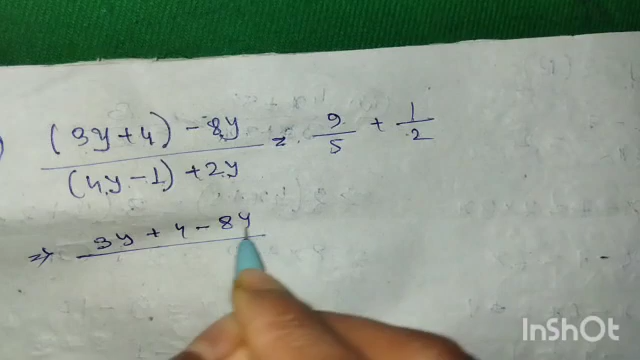 ) (3y+4) - 8y / (4y-1) + 2y = 9/5 + 1/2
⇒ 3y + 4 - 8y
InShOt